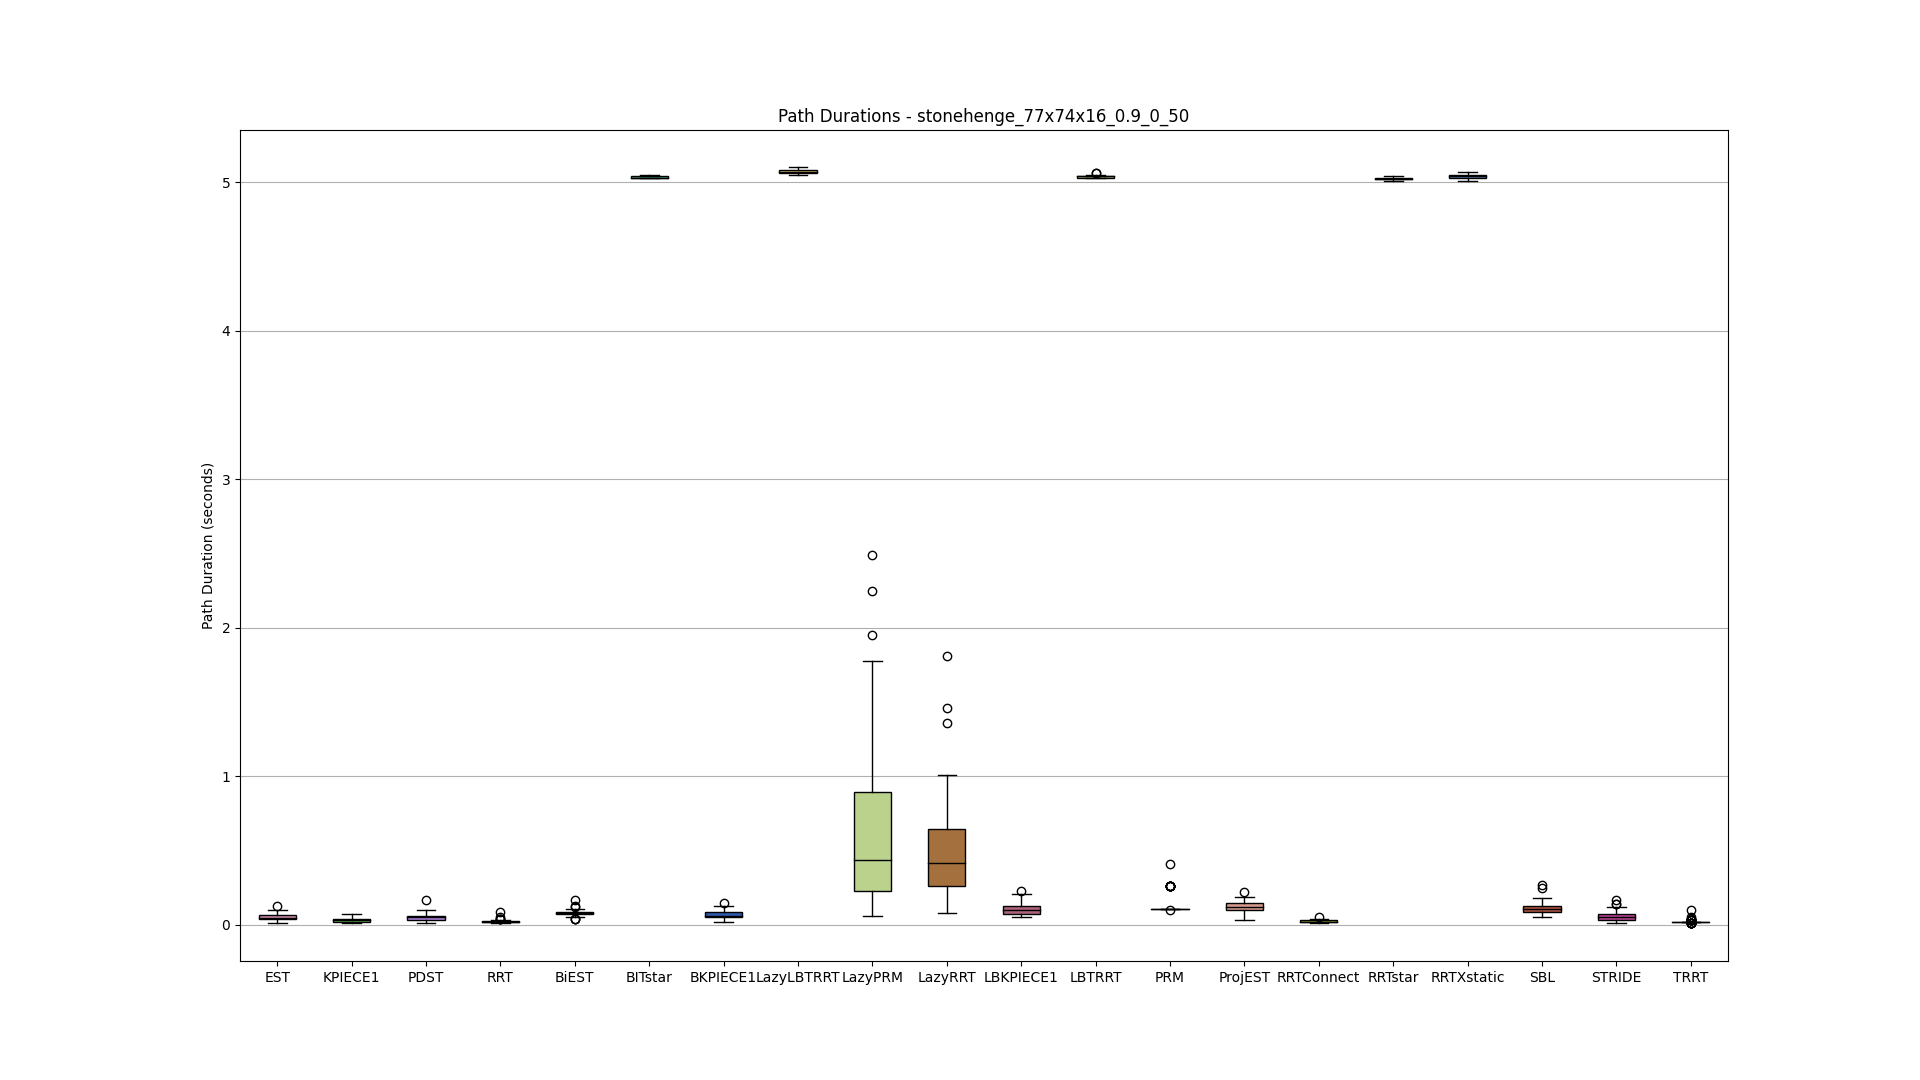 Path Durations - stonehenge_77x74x16_0.9_0_50
Path Duration (seconds)
5
4
3
2
1
0
EST KPIECE1 PDST RRT BiEST BITstar BKPIECE1 LazyLBTRRT LazyPRM LazyRRT LBKPIECE1 LBTRRT PRM ProjEST RRTConnect RRTstar RRTXstatic SBL STRIDE TRRT